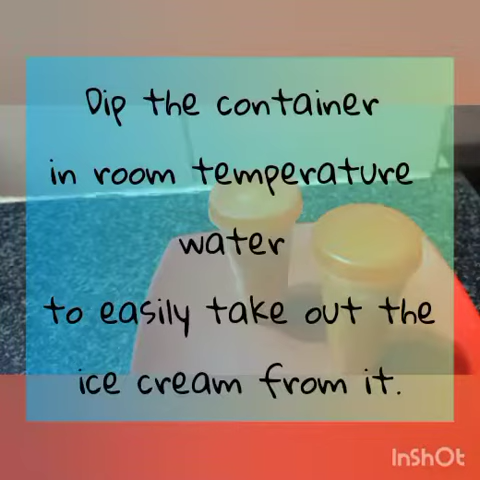 Dip the container
in room temperature
water
to easily take out the
ice cream from it.
InShOt